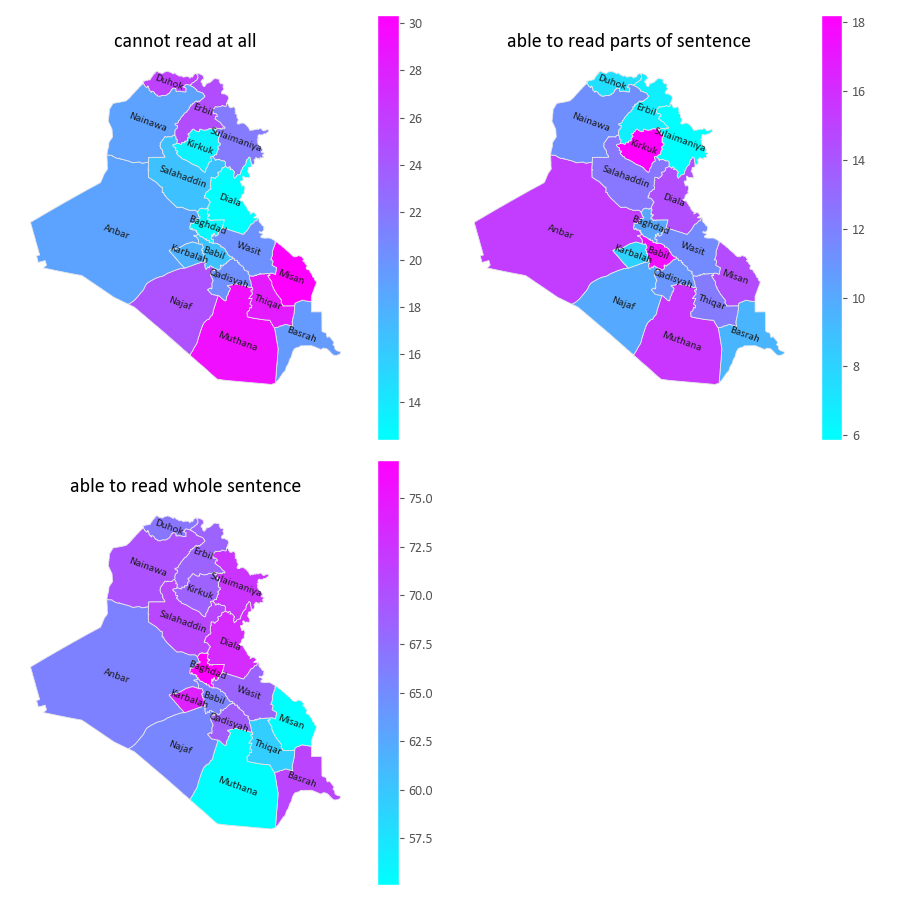 cannot read at all
Duhok
Erbil
Nainawa
Sulaimaniya
Kirkuk
Salahaddin
Diala
Baghdad
Anbar
Wasit
Karbalah
Babil
Qadisyah
Misan
Najaf
Thiqar
Basrah
Muthana
30
28
26
24
22
20
18
16
14
able to read parts of sentence
Duhok
Erbil
Nainawa
Sulaimaniya
Kirkuk
Salahaddin
Diala
Baghdad
Anbar
Wasit
Karbalah
Babil
Qadisyah
Misan
Najaf
Thiqar
Basrah
Muthana
18
16
14
12
10
8
6
able to read whole sentence
Duhok
Erbil
Nainawa
Sulaimaniya
Kirkuk
Salahaddin
Diala
Baghdad
Anbar
Wasit
Karbalah
Babil
Qadisyah
Misan
Najaf
Thiqar
Basrah
Muthana
75.0
72.5
70.0
67.5
65.0
62.5
60.0
57.5